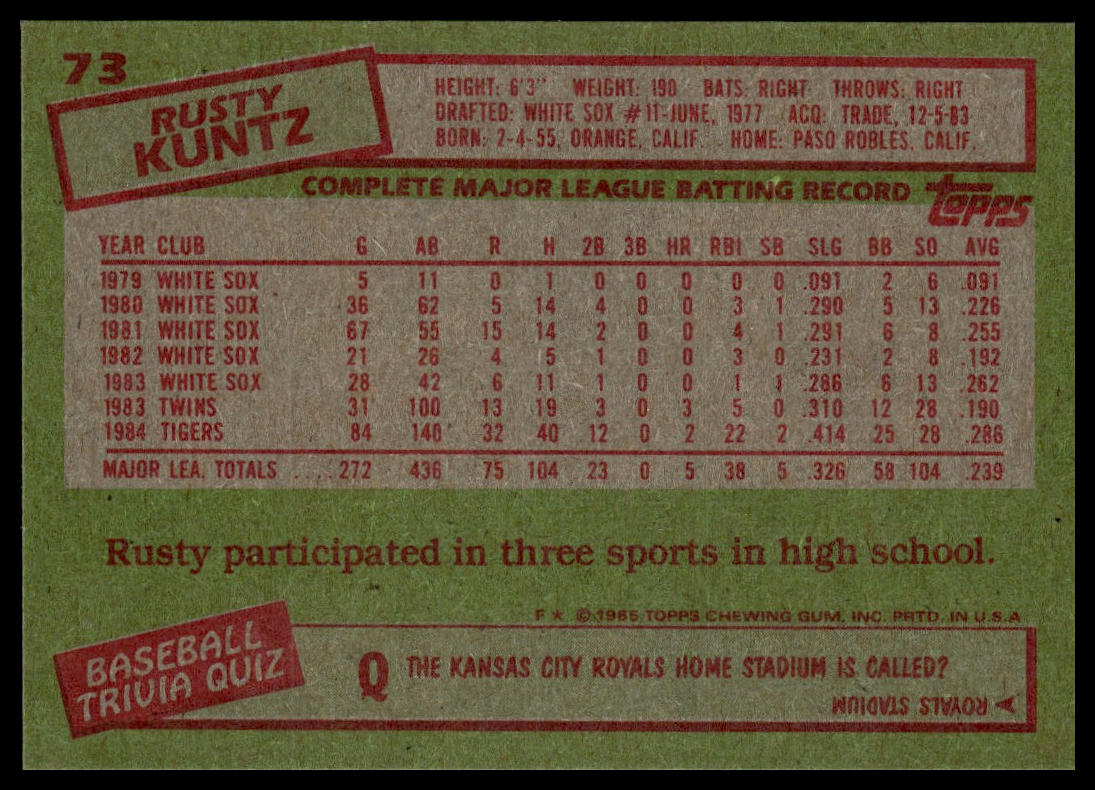 73
RUSTY
KUNTZ
HEIGHT: 6'3" WEIGHT: 190 BATS: RIGHT THROWS: RIGHT
DRAFTED: WHITE SOX #11-JUNE, 1977 ACQ: TRADE, 12-5-83
BORN: 2-4-55, ORANGE, CALIF. HOME: PASO ROBLES, CALIF.
COMPLETE MAJOR LEAGUE BATTING RECORD
topps
YEAR CLUB G AB R H 2B 3B HR RBI SB SLG BB SO AVG
1979 WHITE SOX 5 11 0 1 0 0 0 0 0 .091 2 6 .091
1980 WHITE SOX 36 62 5 14 4 0 0 3 1 .290 5 13 .226
1981 WHITE SOX 67 55 15 14 2 0 0 4 1 .291 6 8 .255
1982 WHITE SOX 21 26 4 5 1 0 0 3 0 .231 2 8 .192
1983 WHITE SOX 28 42 6 11 1 0 0 1 1 .286 6 13 .262
1983 TWINS 31 100 13 19 3 0 3 5 0 .310 12 28 .190
1984 TIGERS 84 140 32 40 12 0 2 22 2 .414 25 28 .286
MAJOR LEA. TOTALS .... 272 436 75 104 23 0 5 38 5 .326 58 104 .239
Rusty participated in three sports in high school.
F ★ © 1985 TOPPS CHEWING GUM, INC. PRTD. IN U.S.A
BASEBALL
TRIVIA QUIZ
Q THE KANSAS CITY ROYALS HOME STADIUM IS CALLED?
A ROYALS STADIUM